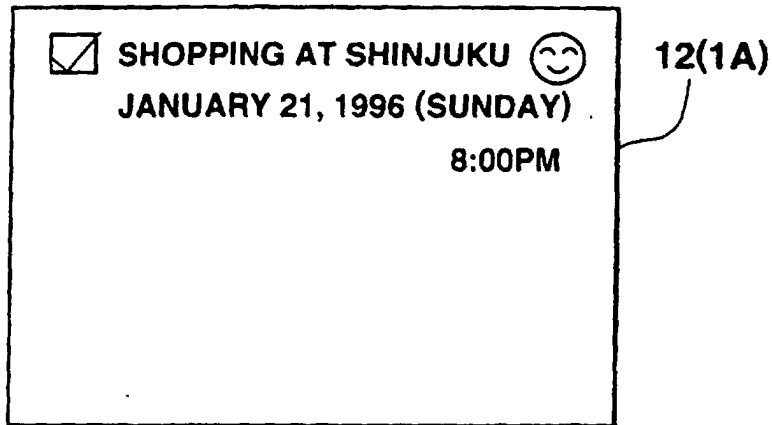 SHOPPING AT SHINJUKU
JANUARY 21, 1996 (SUNDAY)
8:00PM
12(1A)